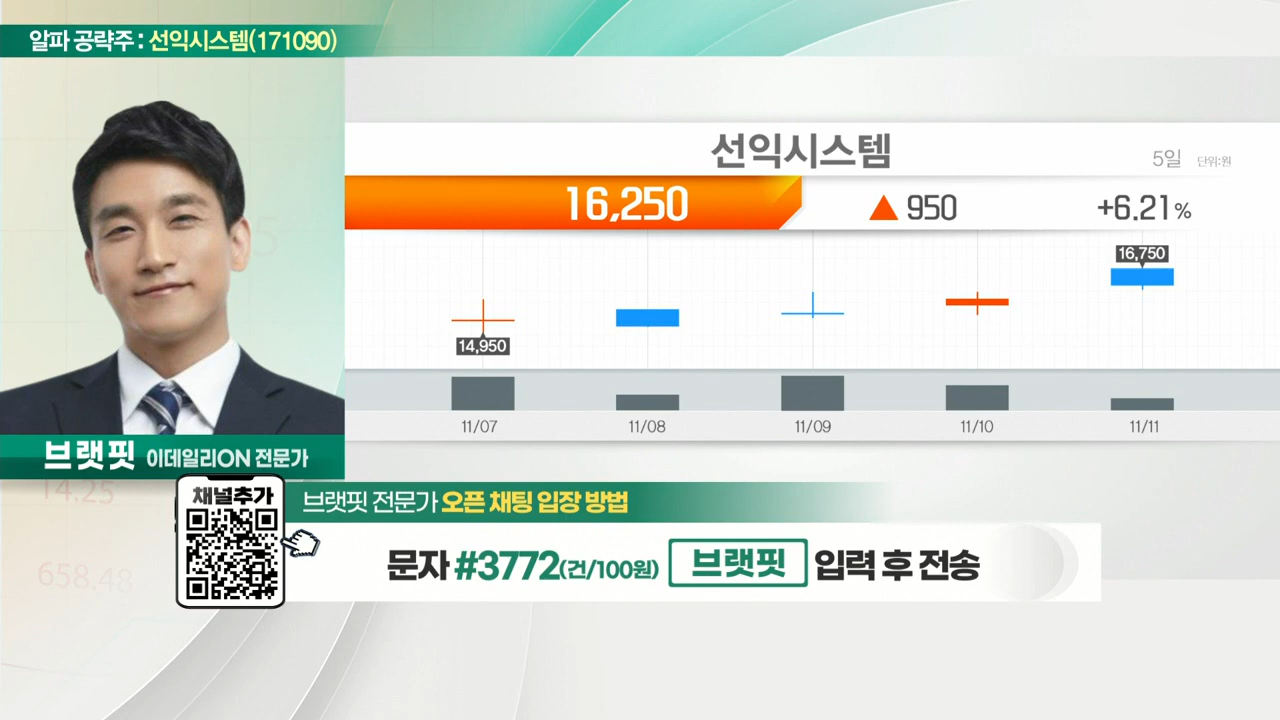 알파 공략주 : 선익시스템(171090)
선익시스템
5일 단위:원
16,250 ▲ 950 +6.21%
16,750
14,950
11/07 11/08 11/09 11/10 11/11
브랫핏 이데일리ON 전문가
14.25
채널추가
브랫핏 전문가 오픈 채팅 입장 방법
문자 #3772(건/100원) 브랫핏 입력 후 전송
658.48